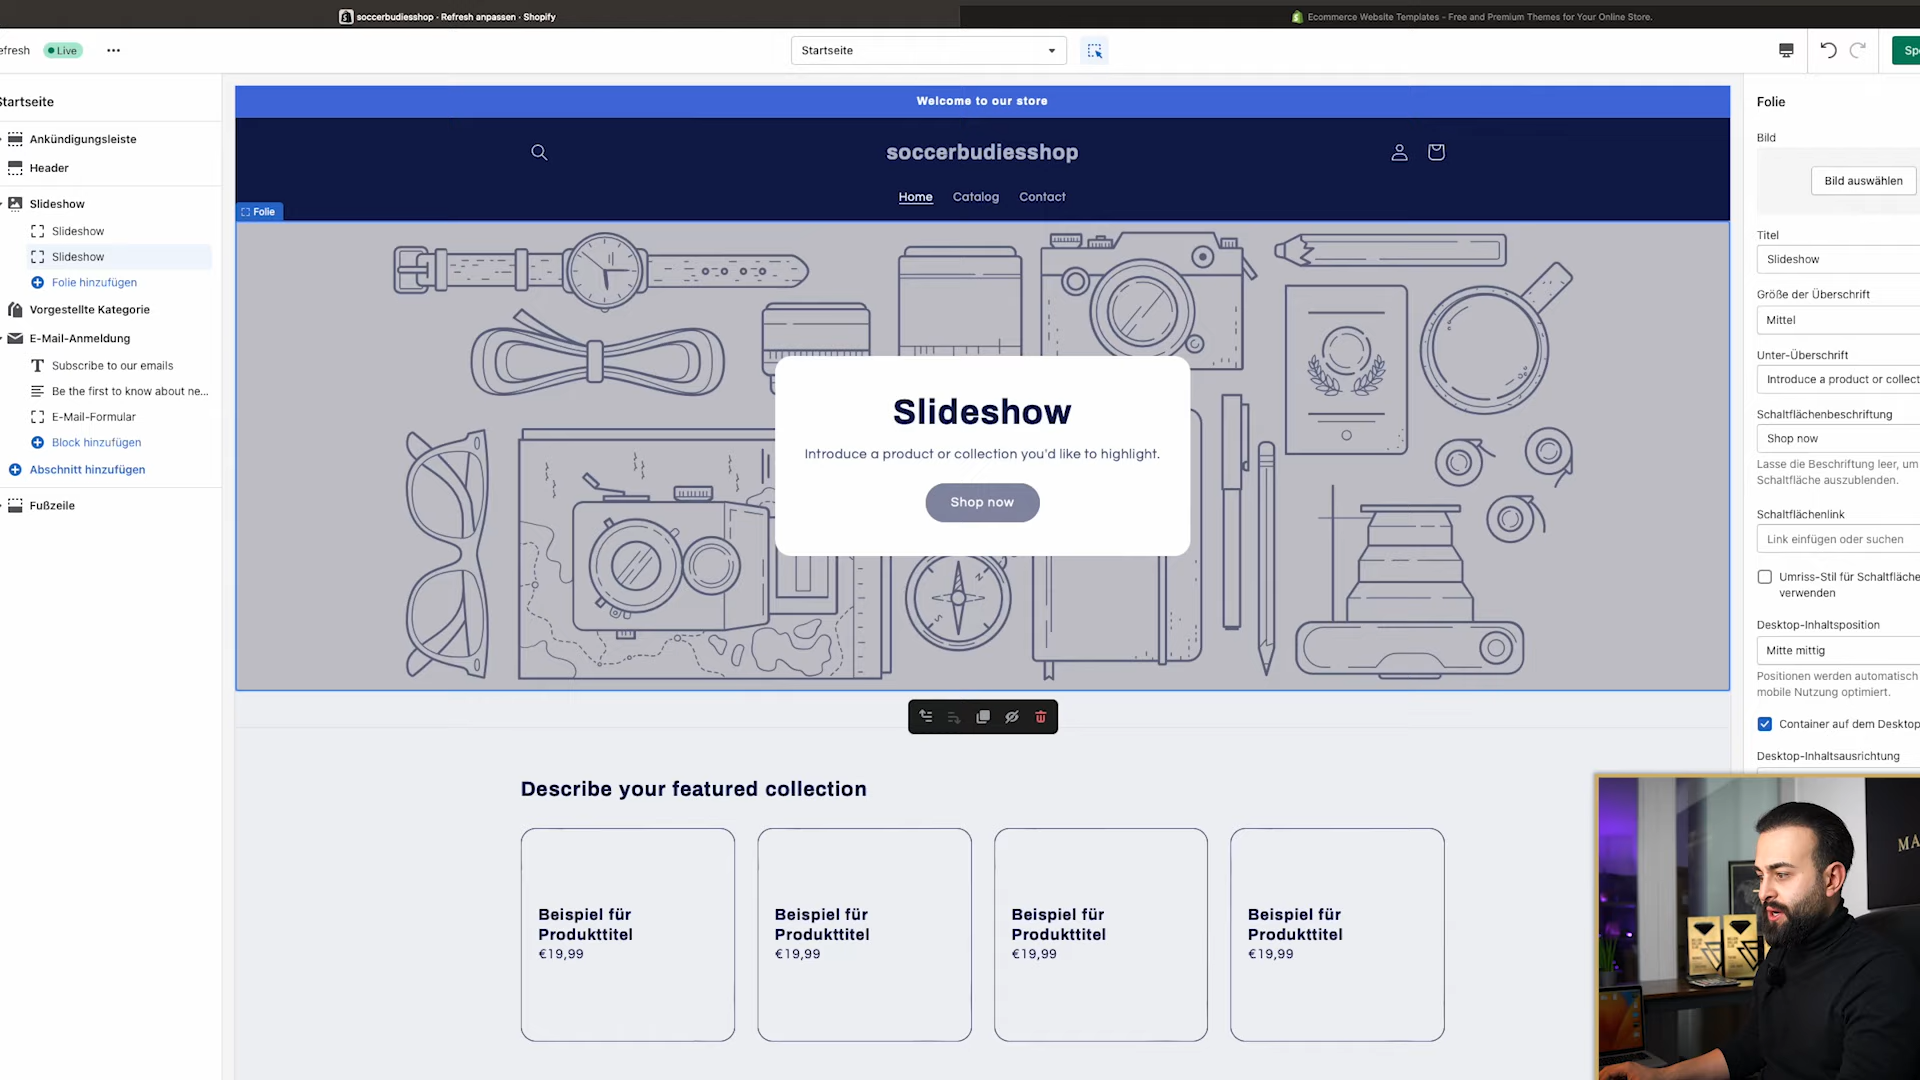 soccerbudiesshop · Refresh anpassen · Shopify
Ecommerce Website Templates - Free and Premium Themes for Your Online Store.
efresh
Live
Startseite
Sp
Startseite
Ankündigungsleiste
Header
Slideshow
Slideshow
Slideshow
Folie hinzufügen
Vorgestellte Kategorie
E-Mail-Anmeldung
Subscribe to our emails
Be the first to know about ne...
E-Mail-Formular
Block hinzufügen
Abschnitt hinzufügen
Fußzeile
Welcome to our store
soccerbudiesshop
Home Catalog Contact
Folie
Slideshow
Introduce a product or collection you'd like to highlight.
Shop now
Describe your featured collection
Beispiel für
Produkttitel
€19,99
Beispiel für
Produkttitel
€19,99
Beispiel für
Produkttitel
€19,99
Beispiel für
Produkttitel
€19,99
Folie
Bild
Bild auswählen
Titel
Slideshow
Größe der Überschrift
Mittel
Unter-Überschrift
Introduce a product or collect
Schaltflächenbeschriftung
Shop now
Lasse die Beschriftung leer, um
Schaltfläche auszublenden.
Schaltflächenlink
Link einfügen oder suchen
Umriss-Stil für Schaltfläche
verwenden
Desktop-Inhaltsposition
Mitte mittig
Positionen werden automatisch
mobile Nutzung optimiert.
Container auf dem Desktop
Desktop-Inhaltsausrichtung
MA